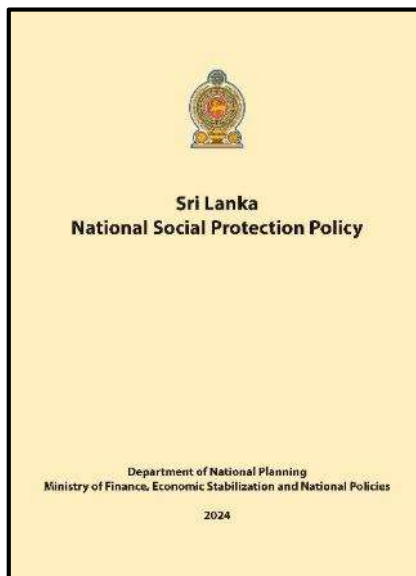 Sri Lanka
National Social Protection Policy
Department of National Planning
Ministry of Finance, Economic Stabilization and National Policies
2024